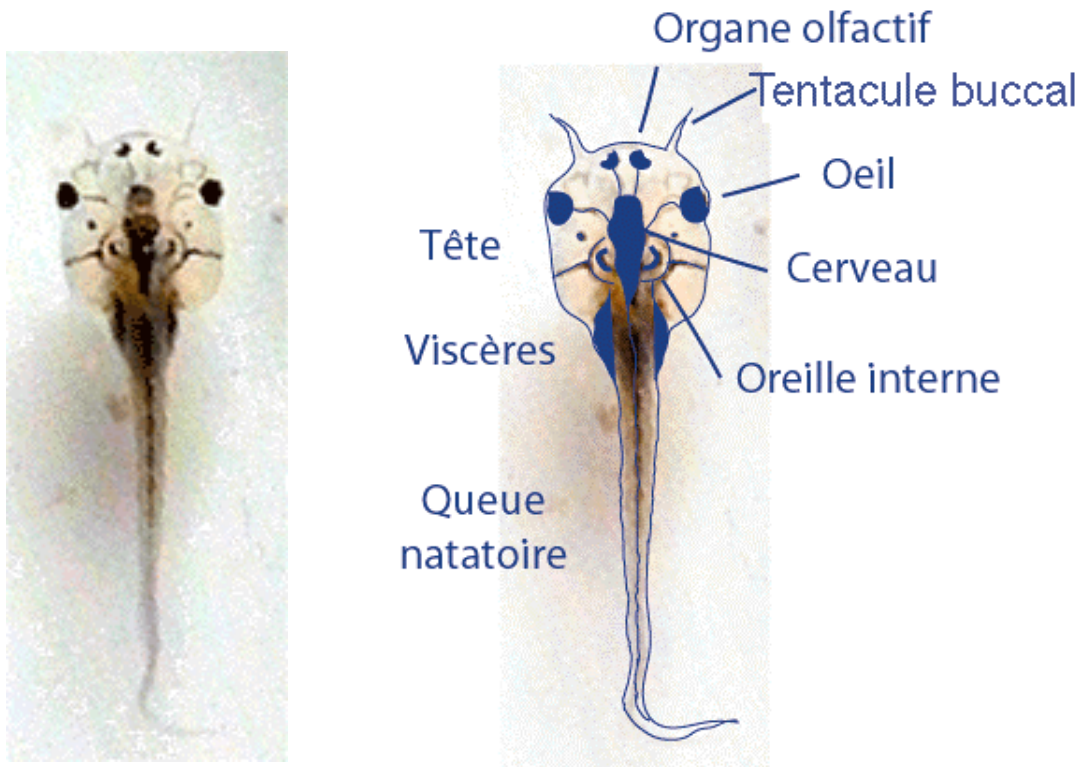 Organe olfactif
Tentacule buccal
Oeil
Tête
Cerveau
Viscères
Oreille interne
Queue
natatoire